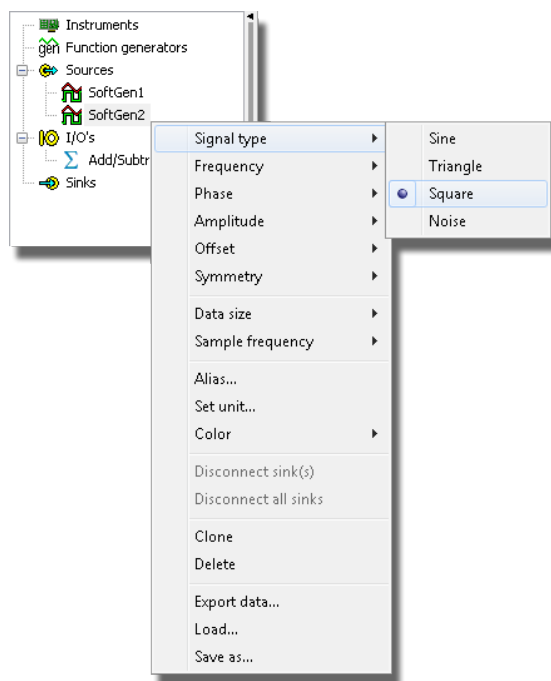 Instruments
gen Function generators
Sources
SoftGen1
SoftGen2
I/O's
Add/Subtr
Sinks
Signal type
Frequency
Phase
Amplitude
Offset
Symmetry
Data size
Sample frequency
Alias...
Set unit...
Color
Disconnect sink(s)
Disconnect all sinks
Clone
Delete
Export data...
Load...
Save as...
Sine
Triangle
Square
Noise